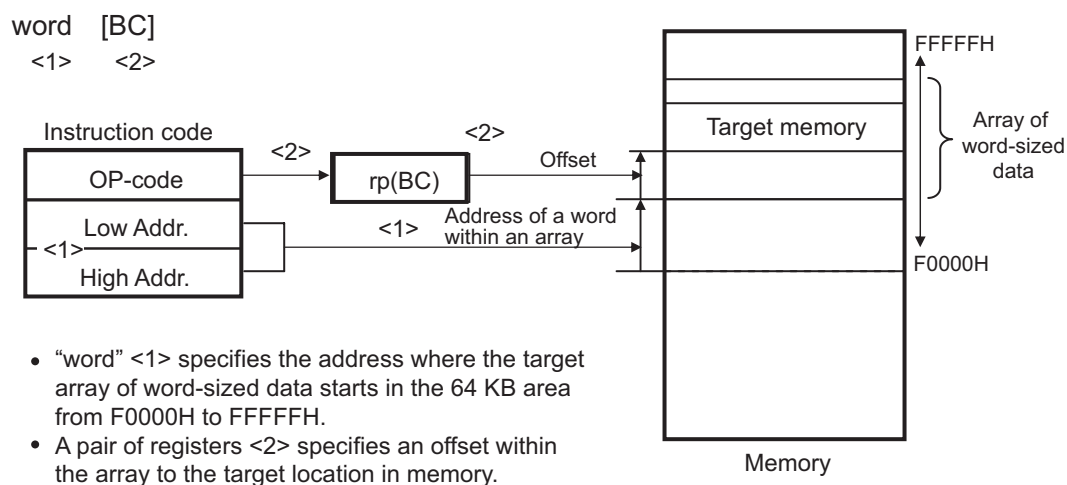 word [BC]
<1> <2>
Instruction code
OP-code
Low Addr.
<1>
High Addr.
<2>
rp(BC)
<2>
Offset
<1>
Address of a word
within an array
FFFFFH
Target memory
Array of
word-sized
data
F0000H
Memory
• “word” <1> specifies the address where the target
array of word-sized data starts in the 64 KB area
from F0000H to FFFFFH.
• A pair of registers <2> specifies an offset within
the array to the target location in memory.